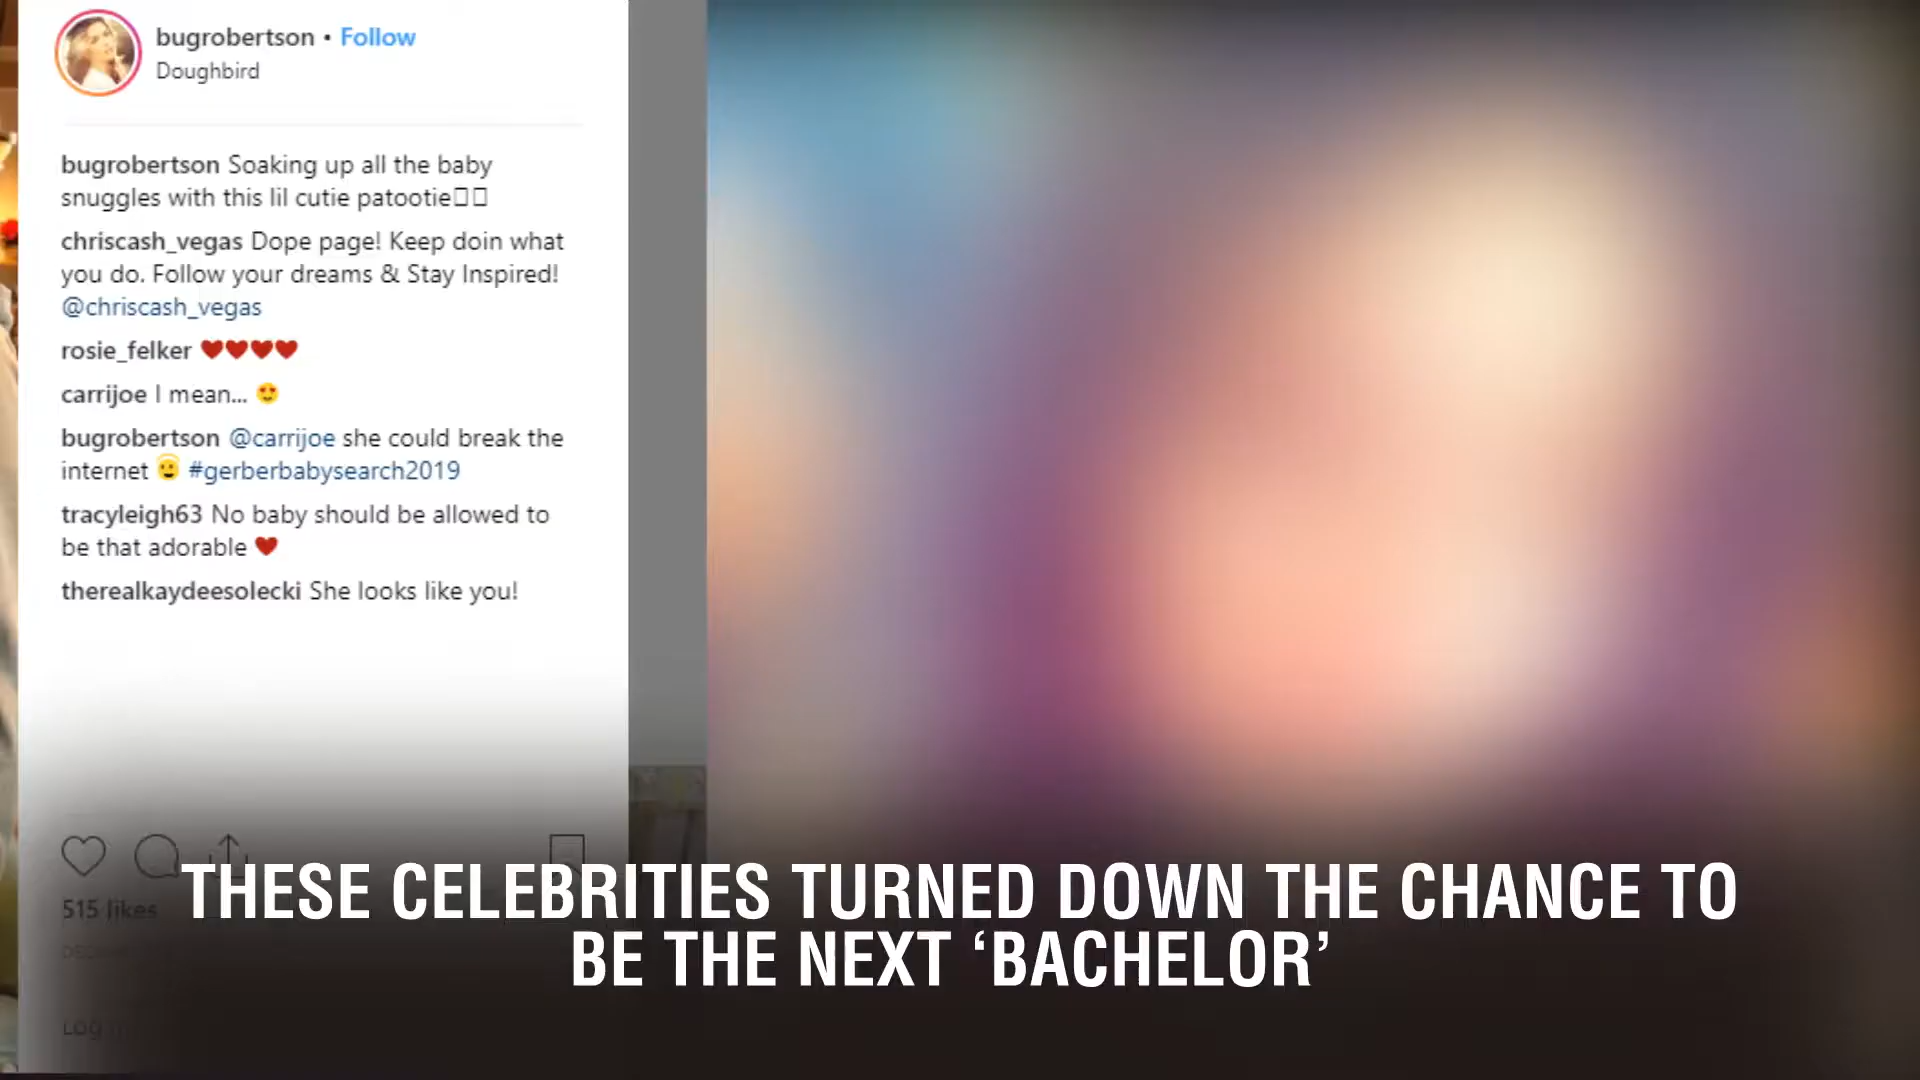 bugrobertson • Follow
Doughbird
bugrobertson Soaking up all the baby
snuggles with this lil cutie patootie
chriscash_vegas Dope page! Keep doin what
you do. Follow your dreams & Stay Inspired!
@chriscash_vegas
rosie_felker ❤❤❤❤
carrijoe I mean... 😍
bugrobertson @carrijoe she could break the
internet 😇 #gerberbabysearch2019
tracyleigh63 No baby should be allowed to
be that adorable ❤
therealkaydeesolecki She looks like you!
515 likes
THESE CELEBRITIES TURNED DOWN THE CHANCE TO
BE THE NEXT ‘BACHELOR’